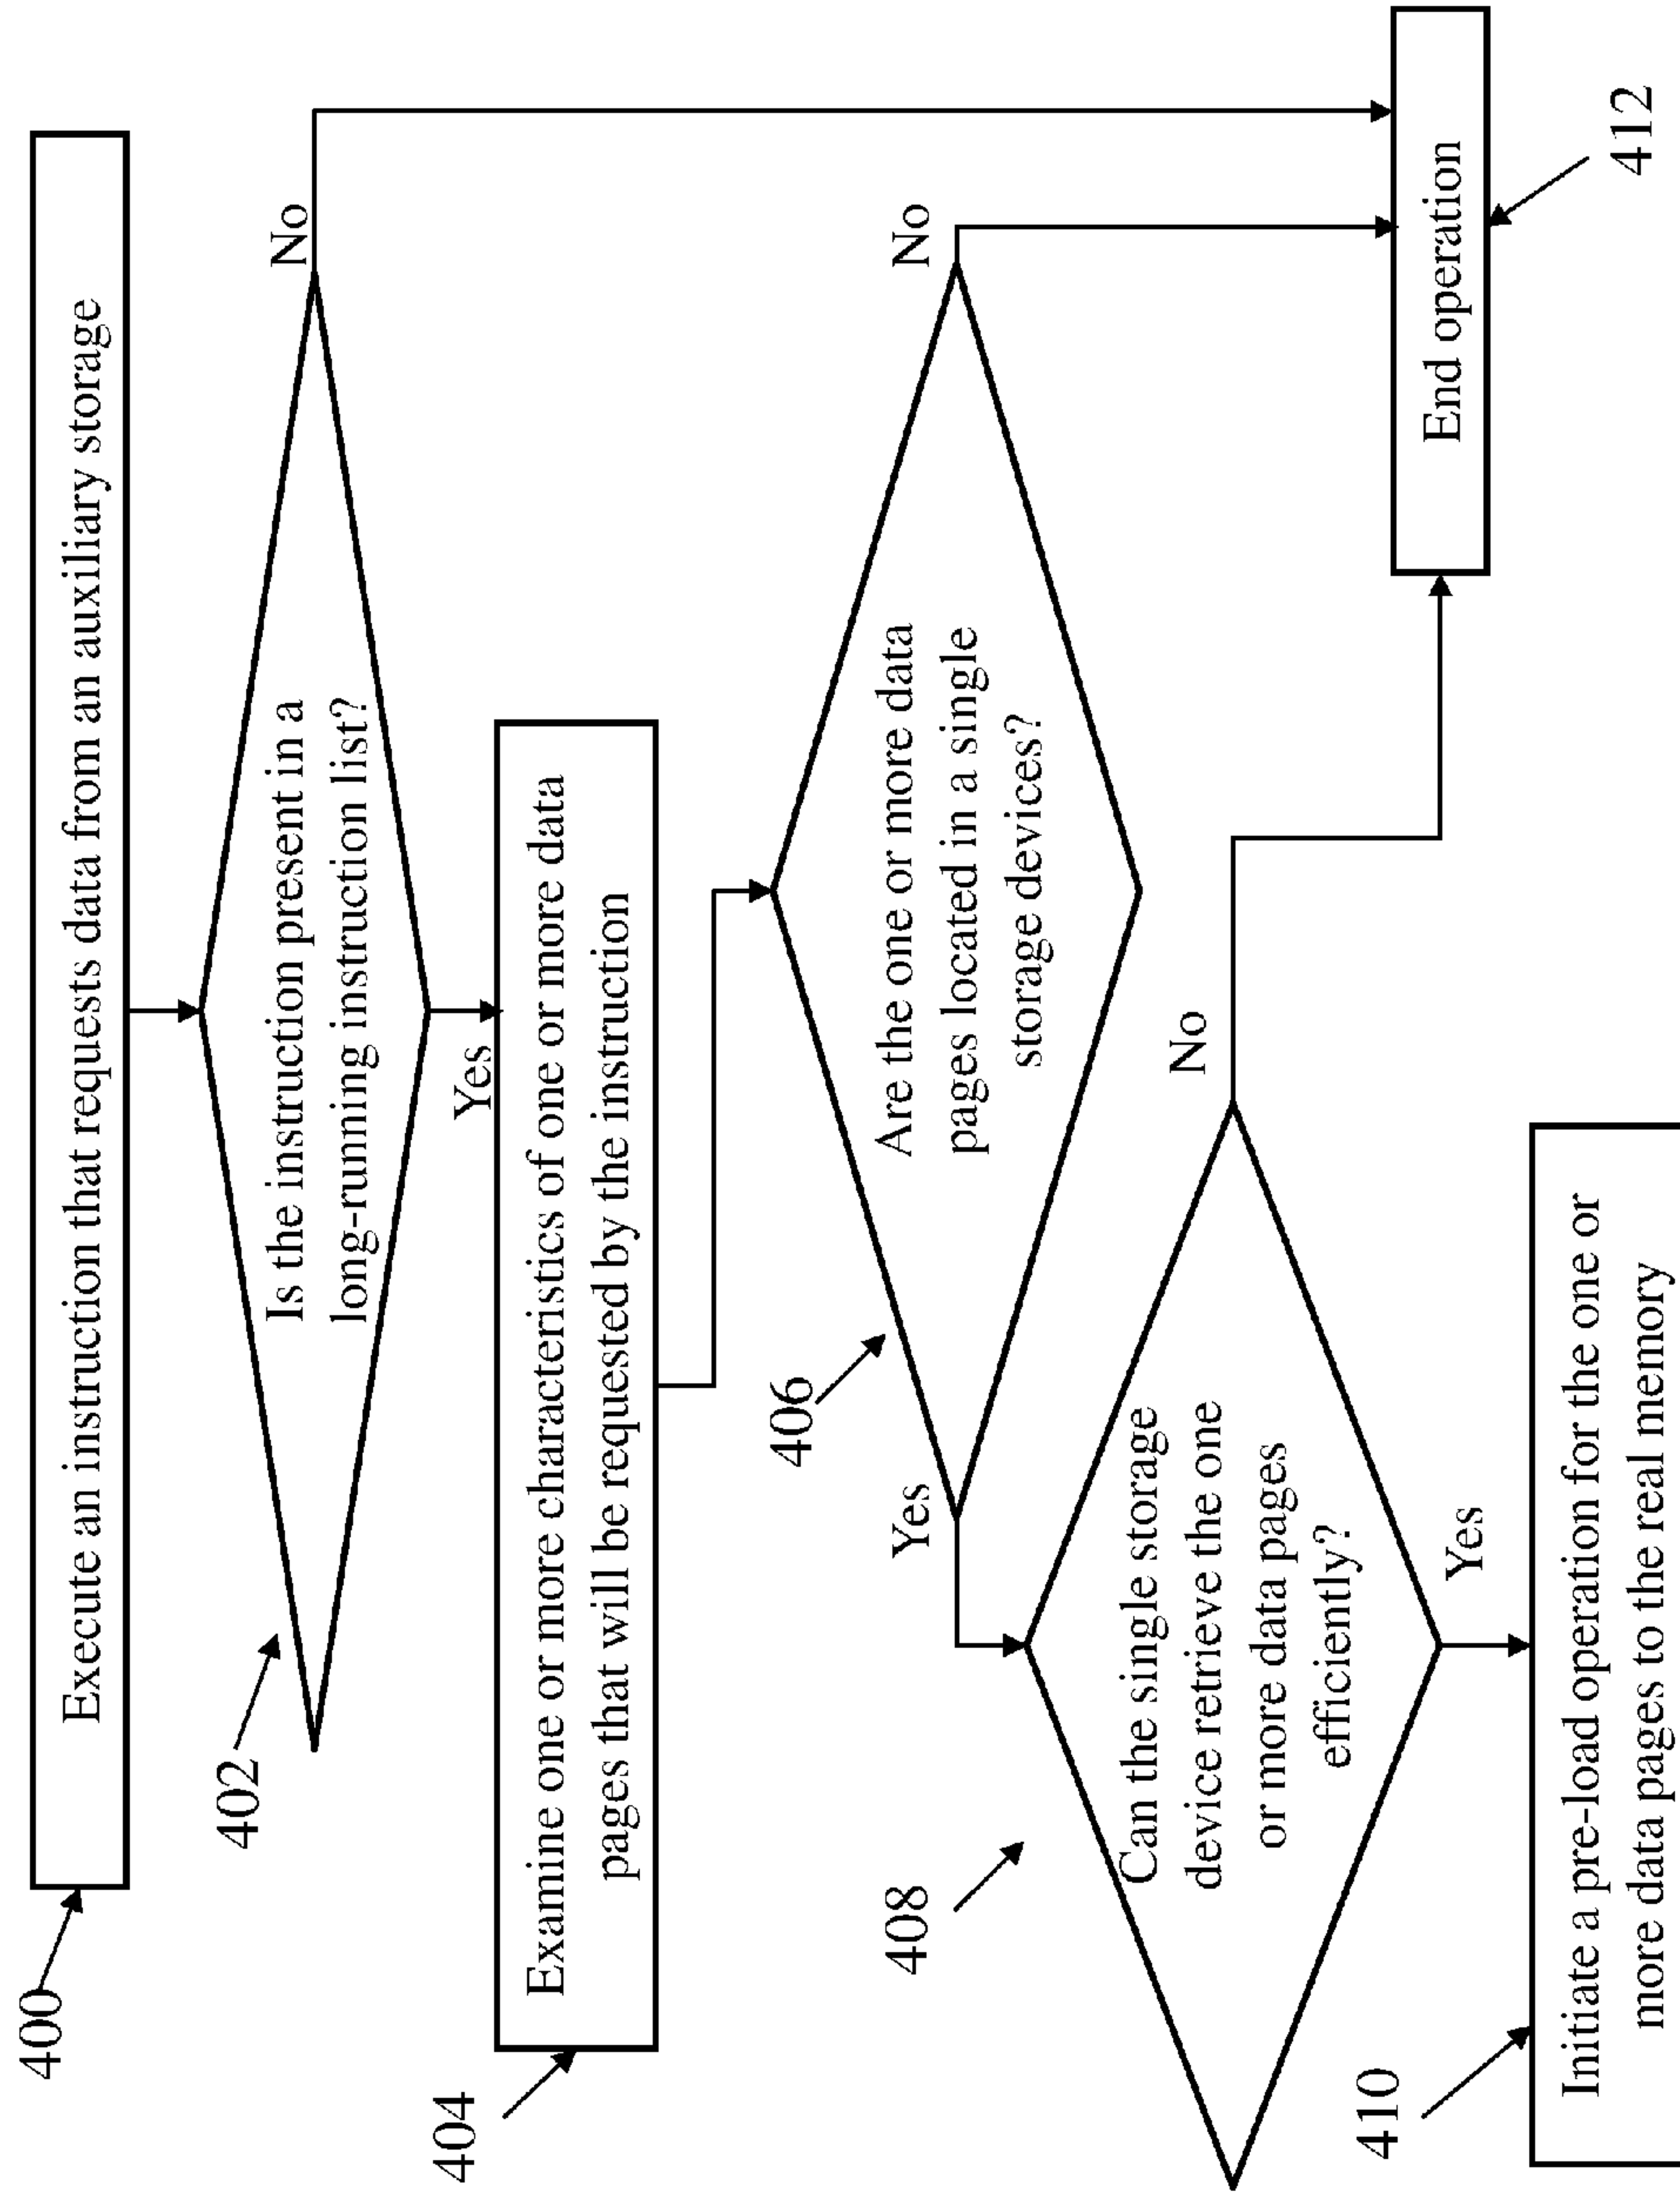 400
Execute an instruction that requests data from an auxiliary storage
402
Is the instruction present in a
long-running instruction list?
No
Yes
404
Examine one or more characteristics of one or more data
pages that will be requested by the instruction
406
Are the one or more data
pages located in a single
storage devices?
Yes
No
408
Can the single storage
device retrieve the one
or more data pages
efficiently?
No
Yes
410
Initiate a pre-load operation for the one or
more data pages to the real memory
End operation
412